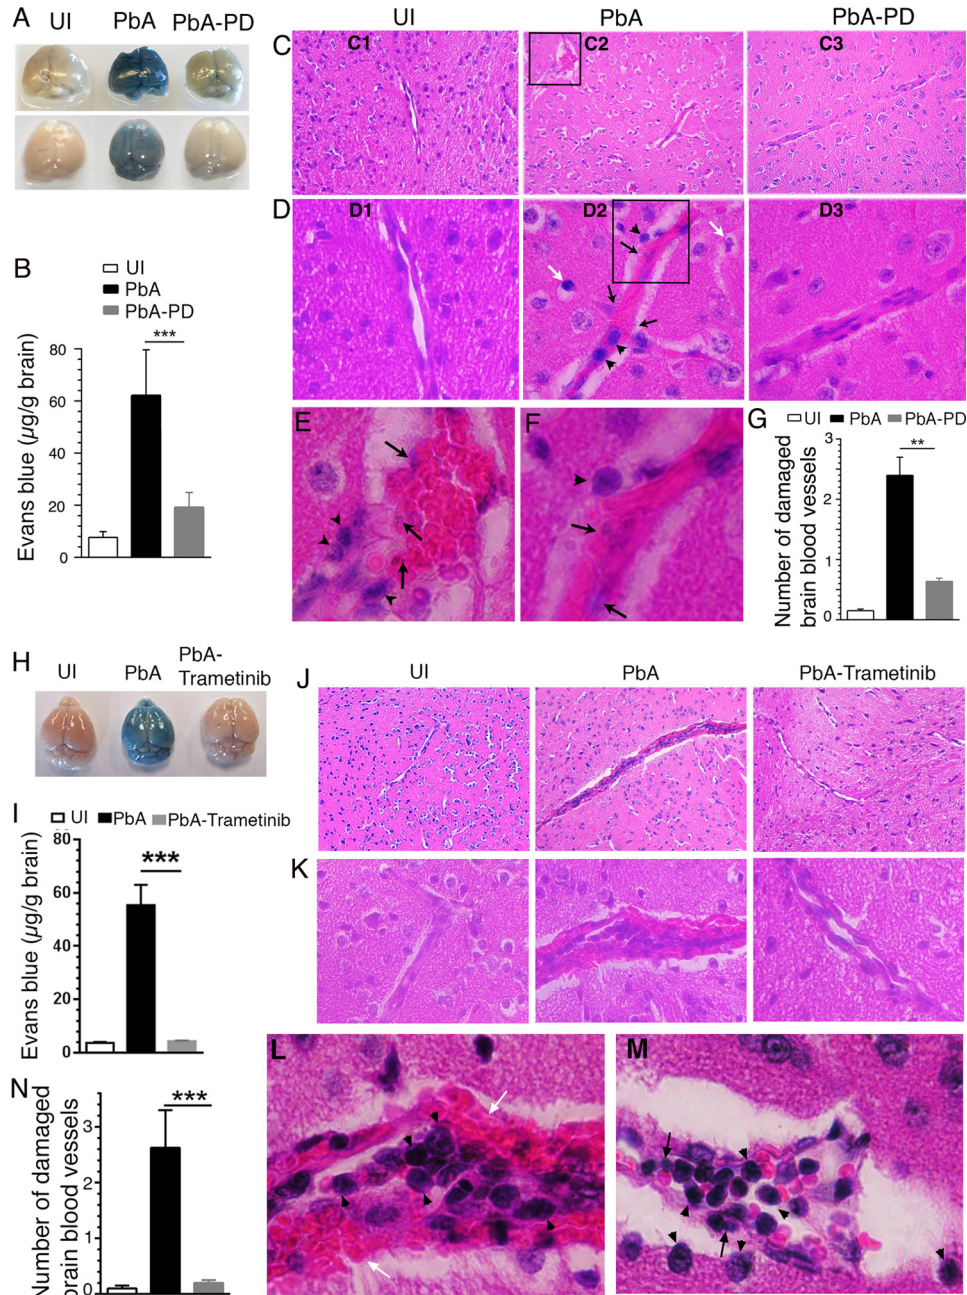 A
UI PbA PbA-PD
B
UI
PbA
PbA-PD
***
80
60
40
20
0
Evans blue (µg/g brain)
UI PbA PbA-PD
C
C1 C2 C3
D
D1 D2 D3
E
F
G
UI PbA PbA-PD
**
3
2
1
0
Number of damaged
brain blood vessels
H
UI PbA PbA-
Trametinib
I
UI PbA PbA-Trametinib
***
80
60
40
20
0
Evans blue (µg/g brain)
J
UI PbA PbA-Trametinib
K
L
M
N
***
3
2
1
0
Number of damaged
brain blood vessels